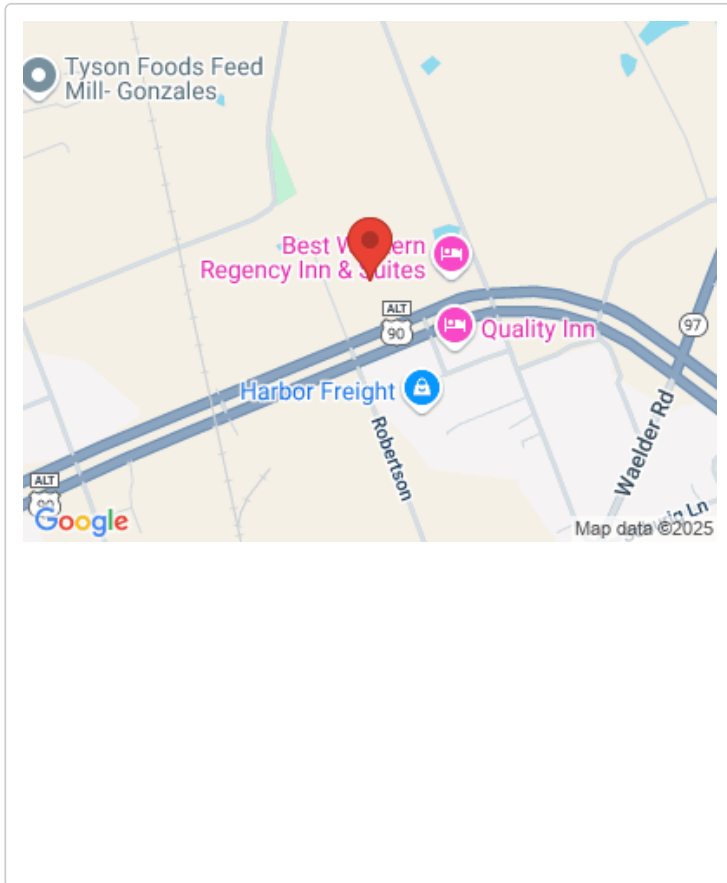 Tyson Foods Feed
Mill- Gonzales
Best Western
Regency Inn & Suites
ALT
90
Quality Inn
97
Harbor Freight
Robertson
Waelder Rd
ALT
90
Google
Ln
Map data ©2025